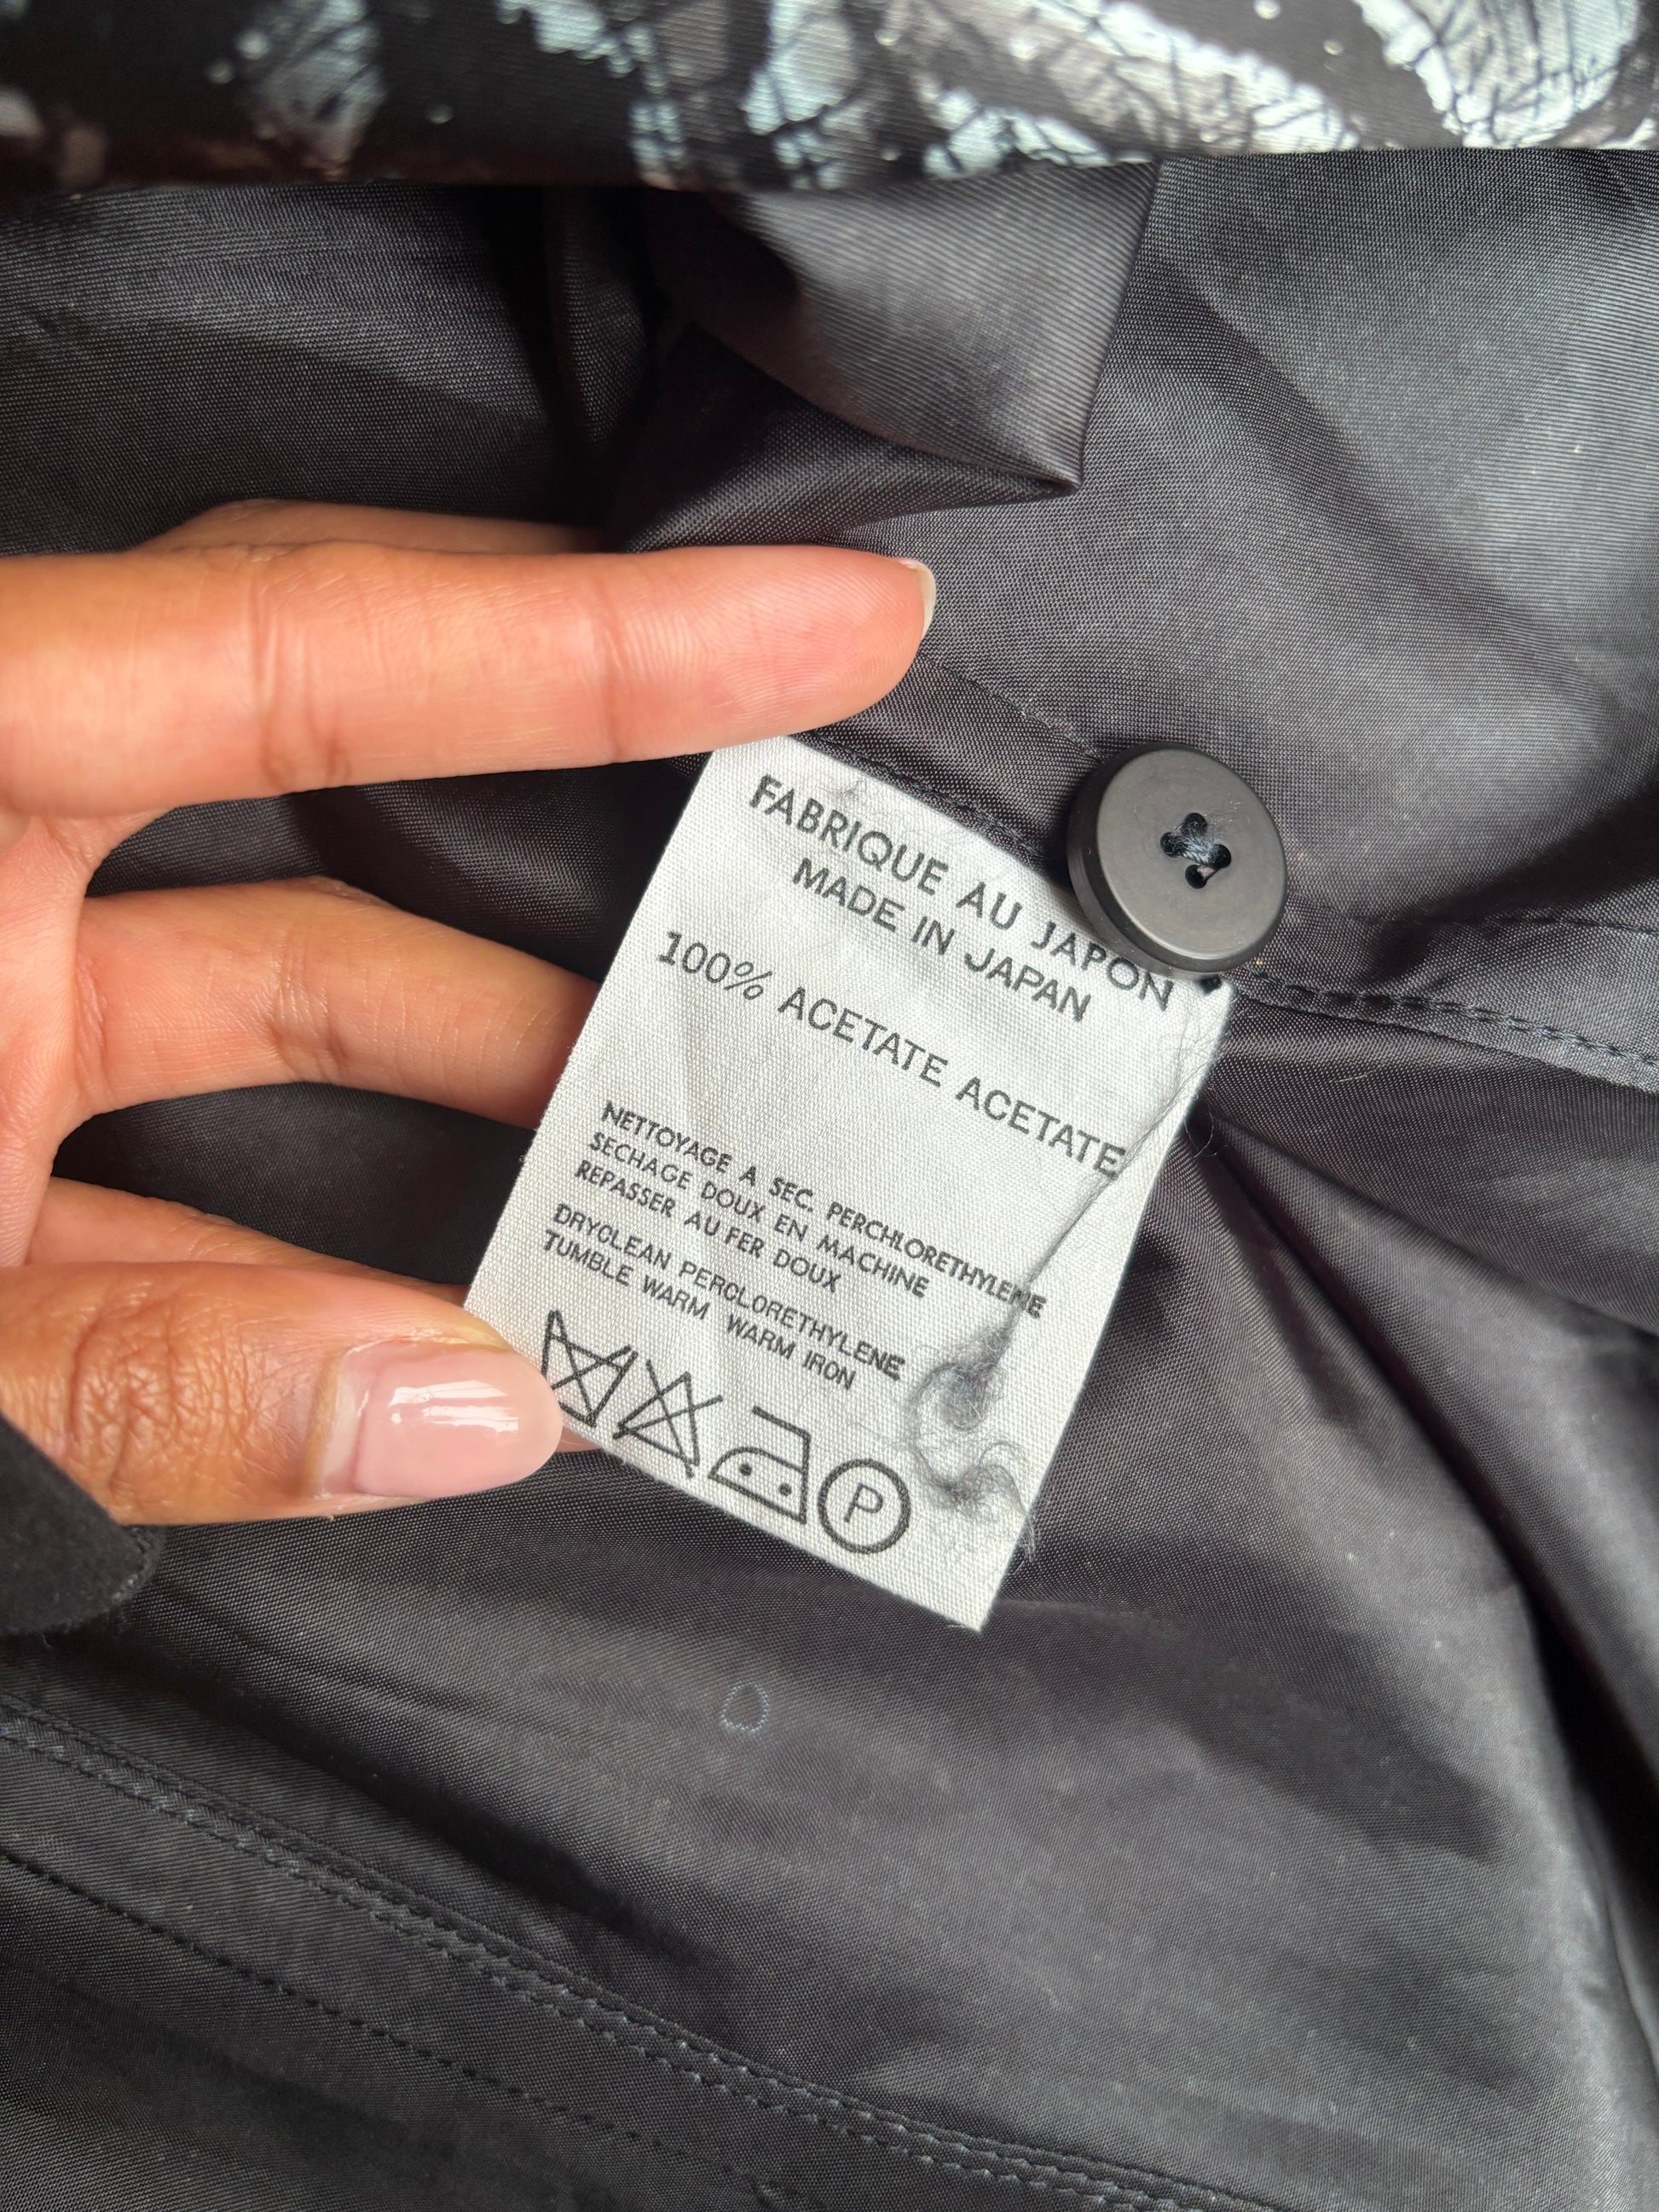 FABRIQUE AU JAPON
MADE IN JAPAN
100% ACETATE ACETATE
NETTOYAGE A SEC. PERCHLORETHYLENE
SECHAGE DOUX EN MACHINE
REPASSER AU FER DOUX
DRYCLEAN PERCLORETHYLENE
TUMBLE WARM WARM IRON
P